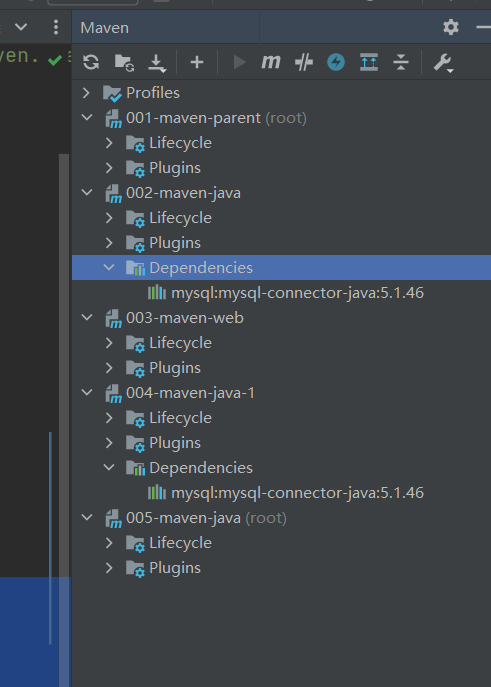 Maven
ven.
Profiles
001-maven-parent (root)
Lifecycle
Plugins
002-maven-java
Lifecycle
Plugins
Dependencies
mysql:mysql-connector-java:5.1.46
003-maven-web
Lifecycle
Plugins
004-maven-java-1
Lifecycle
Plugins
Dependencies
mysql:mysql-connector-java:5.1.46
005-maven-java (root)
Lifecycle
Plugins